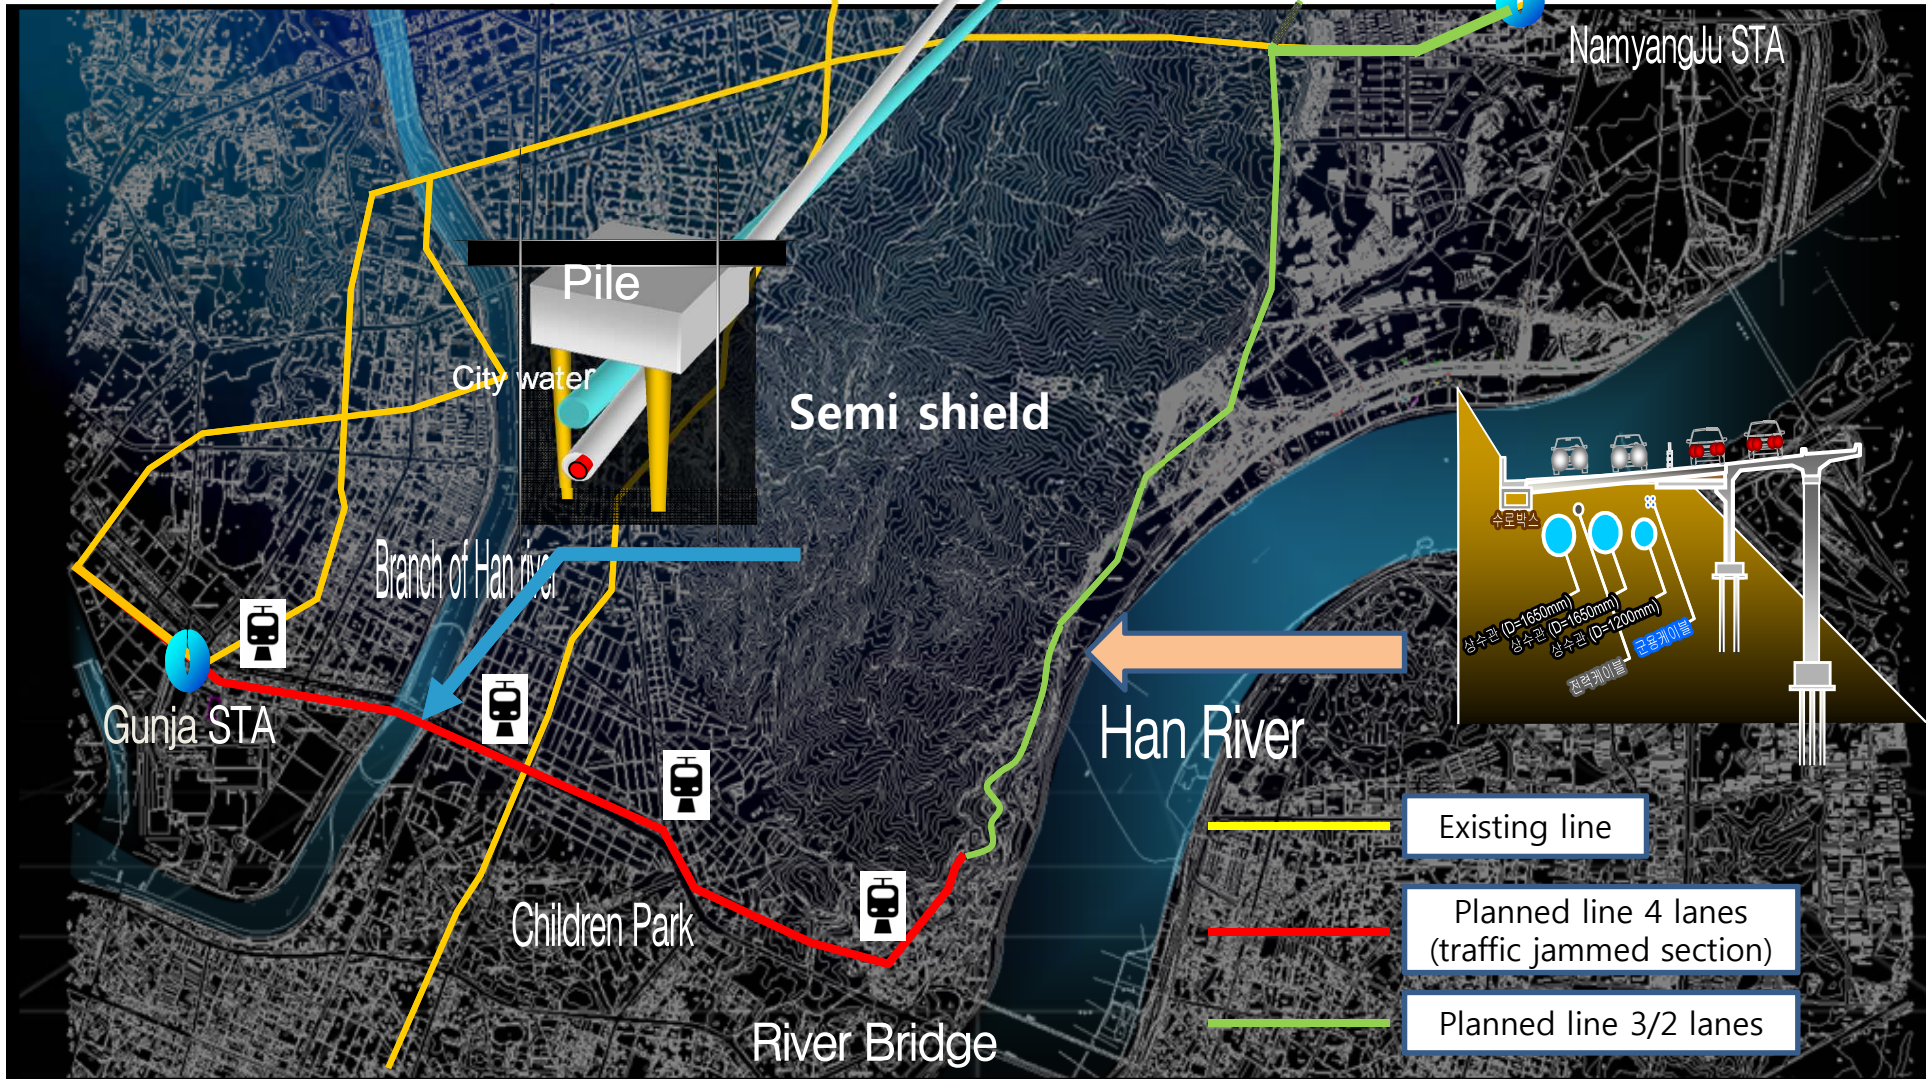 NamyangJu STA
Pile
City water
Semi shield
수로박스
상수관 (D=1650mm)
상수관 (D=1650mm)
상수관 (D=1200mm)
군용케이블
전력케이블
Branch of Han river
Gunja STA
Han River
Children Park
River Bridge
Existing line
Planned line 4 lanes
(traffic jammed section)
Planned line 3/2 lanes